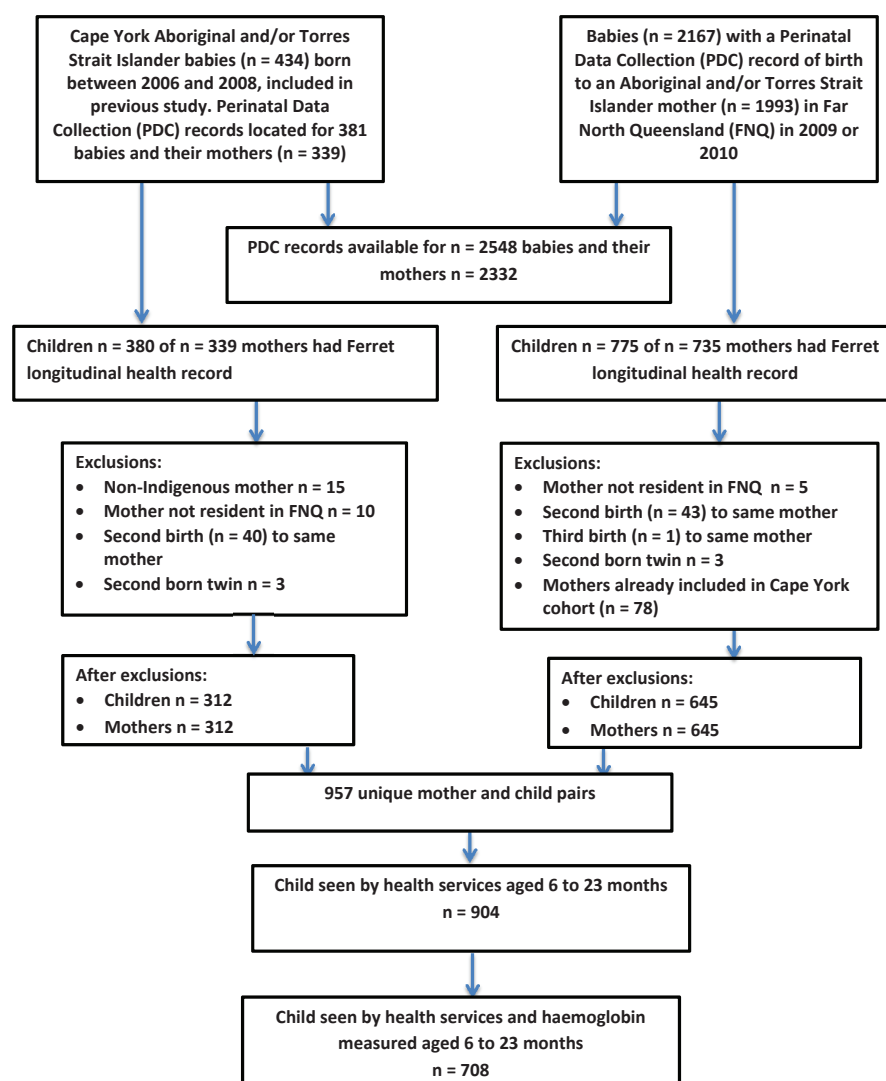 Cape York Aboriginal and/or Torres
Strait Islander babies (n = 434) born
between 2006 and 2008, included in
previous study. Perinatal Data
Collection (PDC) records located for 381
babies and their mothers (n = 339)
Babies (n = 2167) with a Perinatal
Data Collection (PDC) record of birth
to an Aboriginal and/or Torres Strait
Islander mother (n = 1993) in Far
North Queensland (FNQ) in 2009 or
2010
PDC records available for n = 2548 babies and their
mothers n = 2332
Children n = 380 of n = 339 mothers had Ferret
longitudinal health record
Children n = 775 of n = 735 mothers had Ferret
longitudinal health record
Exclusions:
• Non-Indigenous mother n = 15
• Mother not resident in FNQ n = 10
• Second birth (n = 40) to same
mother
• Second born twin n = 3
Exclusions:
• Mother not resident in FNQ n = 5
• Second birth (n = 43) to same mother
• Third birth (n = 1) to same mother
• Second born twin n = 3
• Mothers already included in Cape York
cohort (n = 78)
After exclusions:
• Children n = 312
• Mothers n = 312
After exclusions:
• Children n = 645
• Mothers n = 645
957 unique mother and child pairs
Child seen by health services aged 6 to 23 months
n = 904
Child seen by health services and haemoglobin
measured aged 6 to 23 months
n = 708